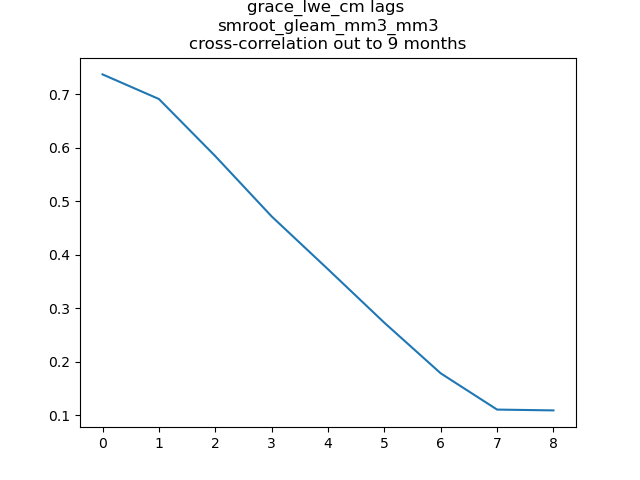 grace_lwe_cm lags
smroot_gleam_mm3_mm3
cross-correlation out to 9 months
0.7
0.6
0.5
0.4
0.3
0.2
0.1
0 1 2 3 4 5 6 7 8